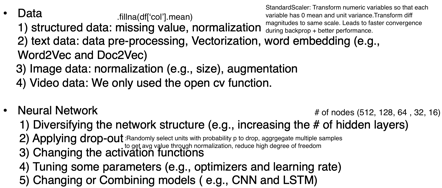 • Data
.fillna(df['col'].mean)
StandardScaler: Transform numeric variables so that each
variable has 0 mean and unit variance.Transform diff
magnitudes to same scale. Leads to faster convergence
during backprop + better performance.
1) structured data: missing value, normalization
2) text data: data pre-processing, Vectorization, word embedding (e.g.,
Word2Vec and Doc2Vec)
3) Image data: normalization (e.g., size), augmentation
4) Video data: We only used the open cv function.
• Neural Network
# of nodes (512, 128, 64 , 32, 16)
1) Diversifying the network structure (e.g., increasing the # of hidden layers)
2) Applying drop-out
Randomly select units with probability p to drop, aggregate multiple samples
to get avg value through normalization, reduce high degree of freedom
3) Changing the activation functions
4) Tuning some parameters (e.g., optimizers and learning rate)
5) Changing or Combining models ( e.g., CNN and LSTM)